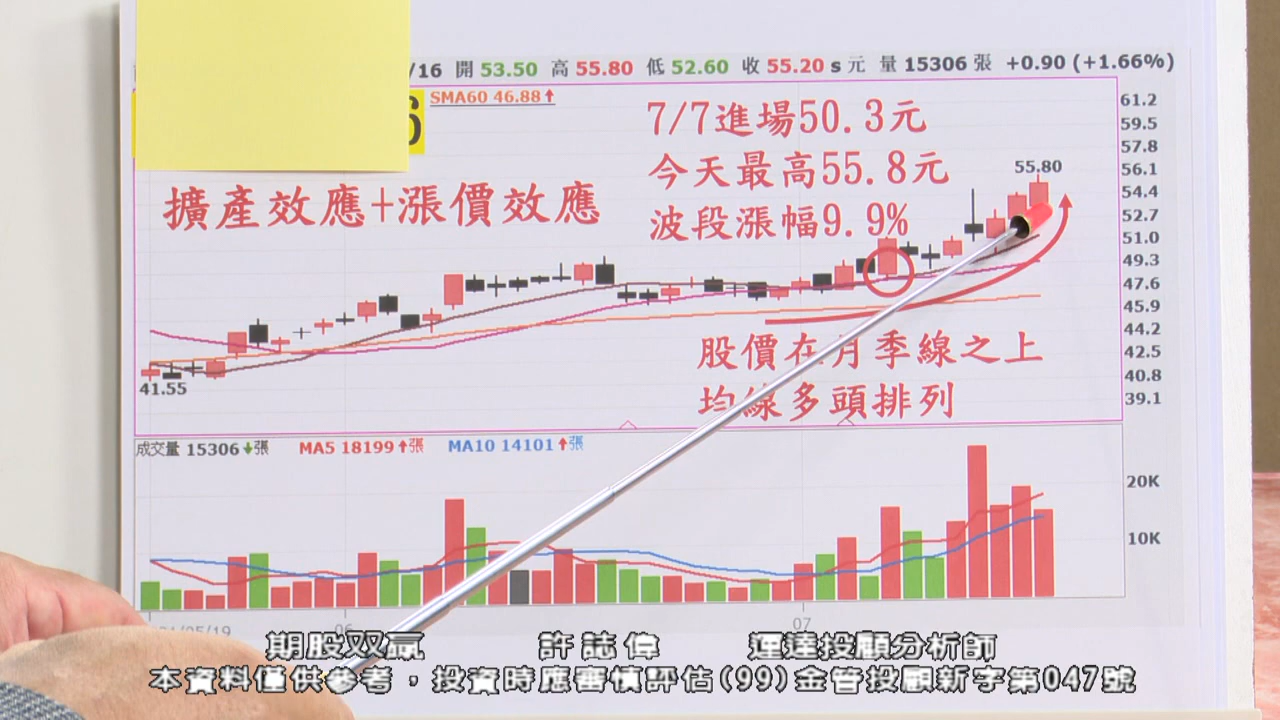 /16 開 53.50 高 55.80 低 52.60 收 55.20 s 元 量 15306 張 +0.90 (+1.66%)
SMA60 46.88↑
6
7/7進場50.3元
今天最高55.8元
波段漲幅9.9%
擴產效應+漲價效應
55.80
41.55
股價在月季線之上
均線多頭排列
61.2
59.5
57.8
56.1
54.4
52.7
51.0
49.3
47.6
45.9
44.2
42.5
40.8
39.1
成交量 15306↓張 MA5 18199↑張 MA10 14101↑張
20K
10K
/05/19 06 07
期股双贏 許誌偉 運達投顧分析師
本資料僅供參考，投資時應審慎評估(99)金管投顧新字第047號